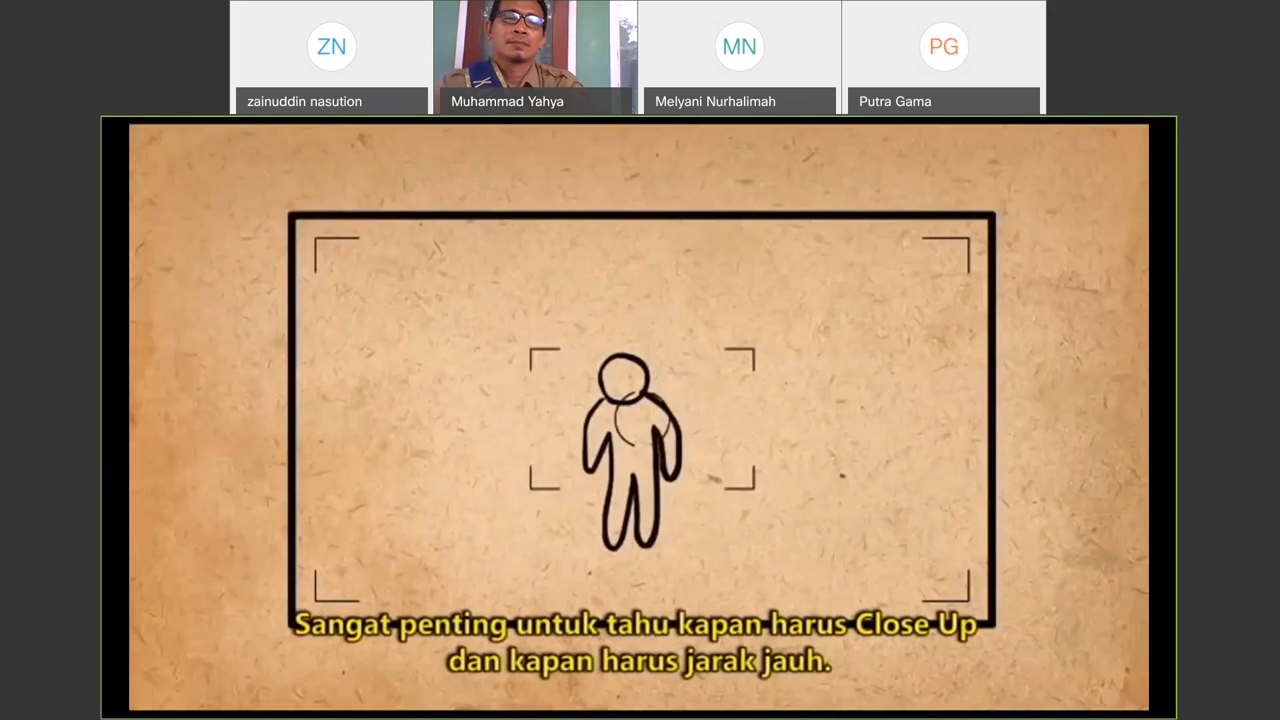 ZN
MN
PG
zainuddin nasution
Muhammad Yahya
Melyani Nurhalimah
Putra Gama
Sangat penting untuk tahu kapan harus Close Up
dan kapan harus jarak jauh.